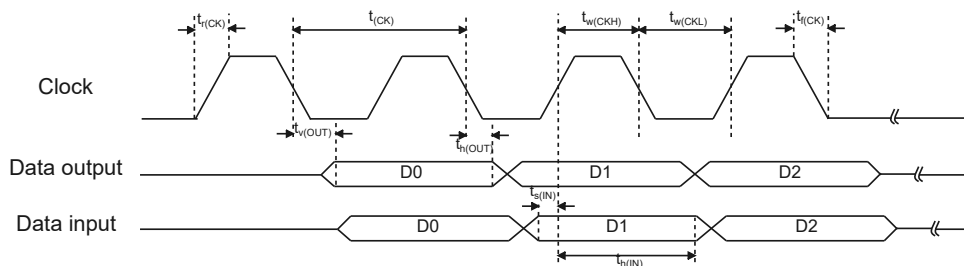 tr(CK) t(CK) tw(CKH) tw(CKL) tf(CK)
Clock
tv(OUT) th(OUT)
Data output D0 D1 D2
ts(IN)
Data input D0 D1 D2
th(IN)